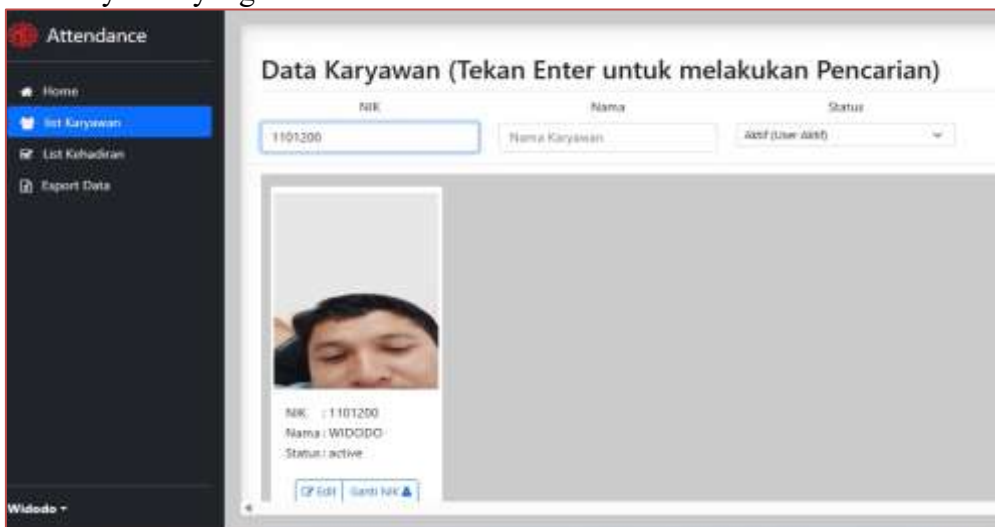 Attendance
Home
list Karyawan
List Kehadiran
Export Data
Widodo
Data Karyawan (Tekan Enter untuk melakukan Pencarian)
NIK Nama Status
1101200 Nama Karyawan Aktif (User Aktif)
NIK : 1101200
Nama : WIDODO
Status : active
Edit Ganti NIK